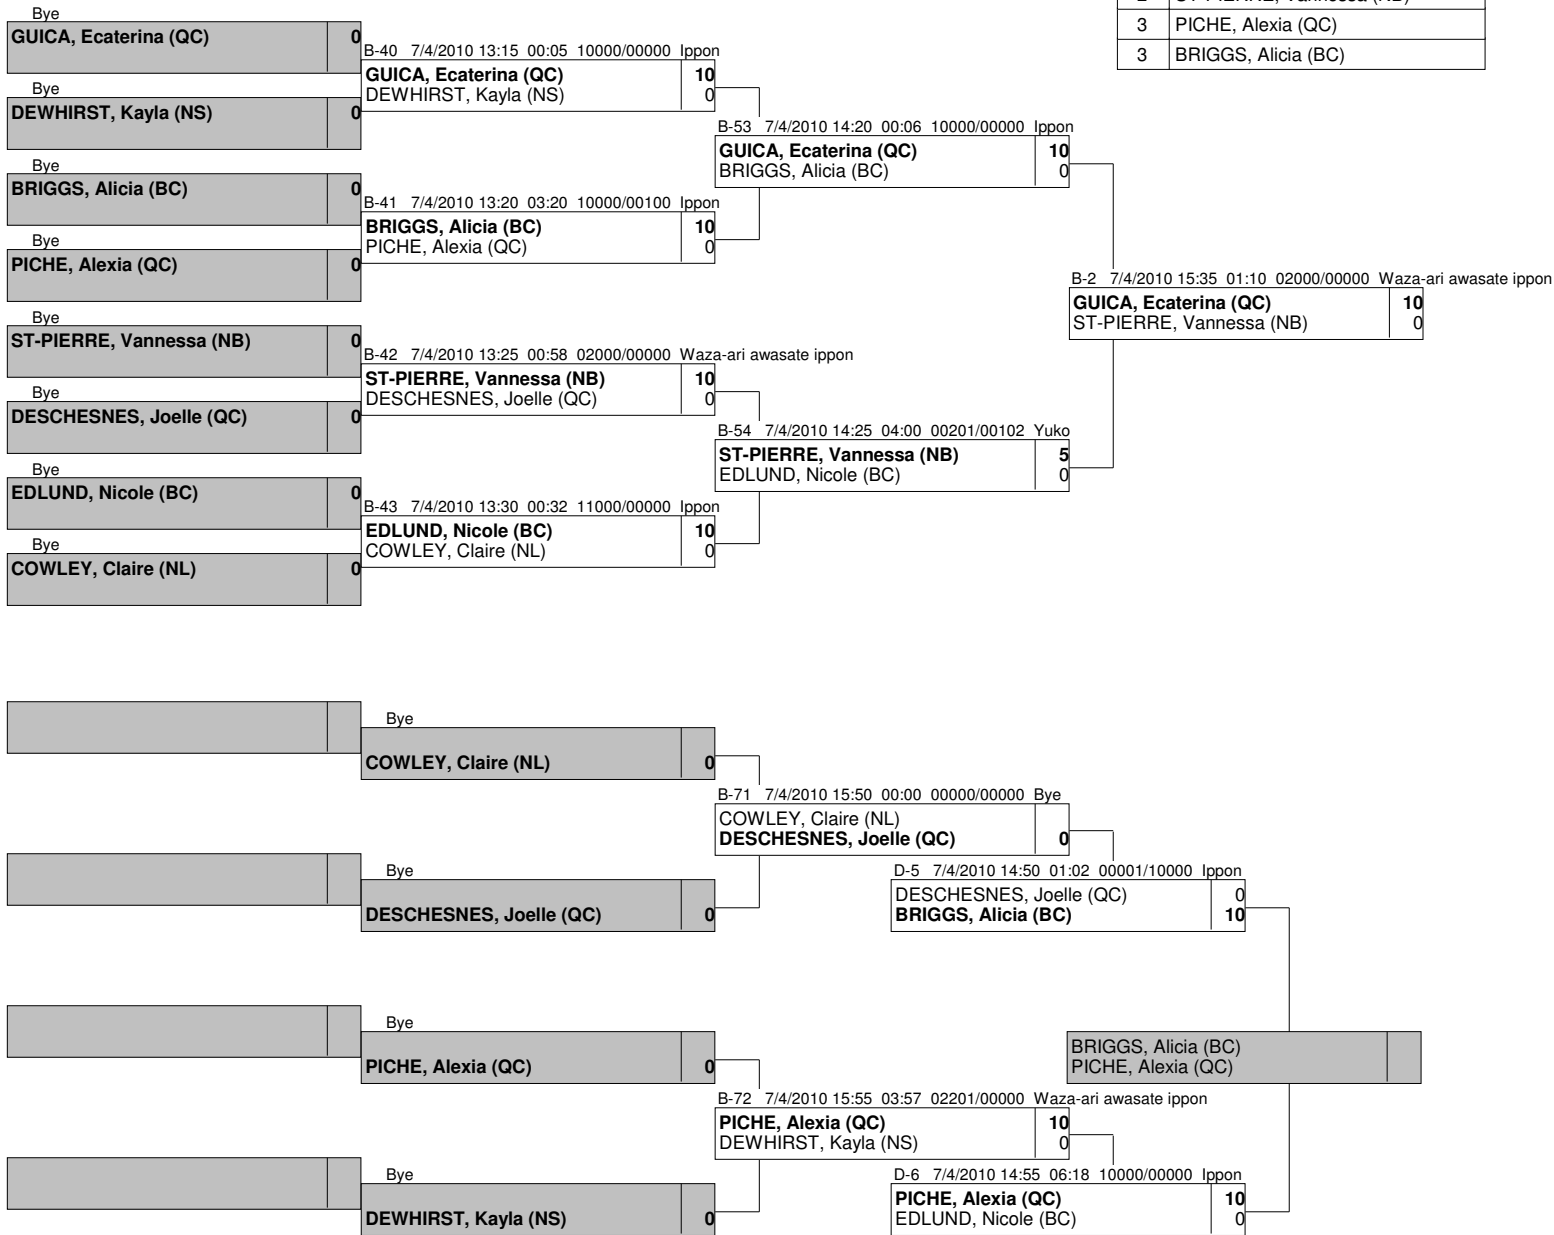 2 ST-PIERRE, Vannessa (NB)
3 PICHE, Alexia (QC)
3 BRIGGS, Alicia (BC)
Bye
GUICA, Ecaterina (QC) 0
Bye
DEWHIRST, Kayla (NS) 0
Bye
BRIGGS, Alicia (BC) 0
Bye
PICHE, Alexia (QC) 0
Bye
ST-PIERRE, Vannessa (NB) 0
Bye
DESCHESNES, Joelle (QC) 0
Bye
EDLUND, Nicole (BC) 0
Bye
COWLEY, Claire (NL) 0
B-40 7/4/2010 13:15 00:05 10000/00000 Ippon
GUICA, Ecaterina (QC) 10
DEWHIRST, Kayla (NS) 0
B-41 7/4/2010 13:20 03:20 10000/00100 Ippon
BRIGGS, Alicia (BC) 10
PICHE, Alexia (QC) 0
B-42 7/4/2010 13:25 00:58 02000/00000 Waza-ari awasate ippon
ST-PIERRE, Vannessa (NB) 10
DESCHESNES, Joelle (QC) 0
B-43 7/4/2010 13:30 00:32 11000/00000 Ippon
EDLUND, Nicole (BC) 10
COWLEY, Claire (NL) 0
B-53 7/4/2010 14:20 00:06 10000/00000 Ippon
GUICA, Ecaterina (QC) 10
BRIGGS, Alicia (BC) 0
B-54 7/4/2010 14:25 04:00 00201/00102 Yuko
ST-PIERRE, Vannessa (NB) 5
EDLUND, Nicole (BC) 0
B-2 7/4/2010 15:35 01:10 02000/00000 Waza-ari awasate ippon
GUICA, Ecaterina (QC) 10
ST-PIERRE, Vannessa (NB) 0
Bye
COWLEY, Claire (NL) 0
Bye
DESCHESNES, Joelle (QC) 0
Bye
PICHE, Alexia (QC) 0
Bye
DEWHIRST, Kayla (NS) 0
B-71 7/4/2010 15:50 00:00 00000/00000 Bye
COWLEY, Claire (NL)
DESCHESNES, Joelle (QC) 0
D-5 7/4/2010 14:50 01:02 00001/10000 Ippon
DESCHESNES, Joelle (QC) 0
BRIGGS, Alicia (BC) 10
BRIGGS, Alicia (BC)
PICHE, Alexia (QC)
B-72 7/4/2010 15:55 03:57 02201/00000 Waza-ari awasate ippon
PICHE, Alexia (QC) 10
DEWHIRST, Kayla (NS) 0
D-6 7/4/2010 14:55 06:18 10000/00000 Ippon
PICHE, Alexia (QC) 10
EDLUND, Nicole (BC) 0